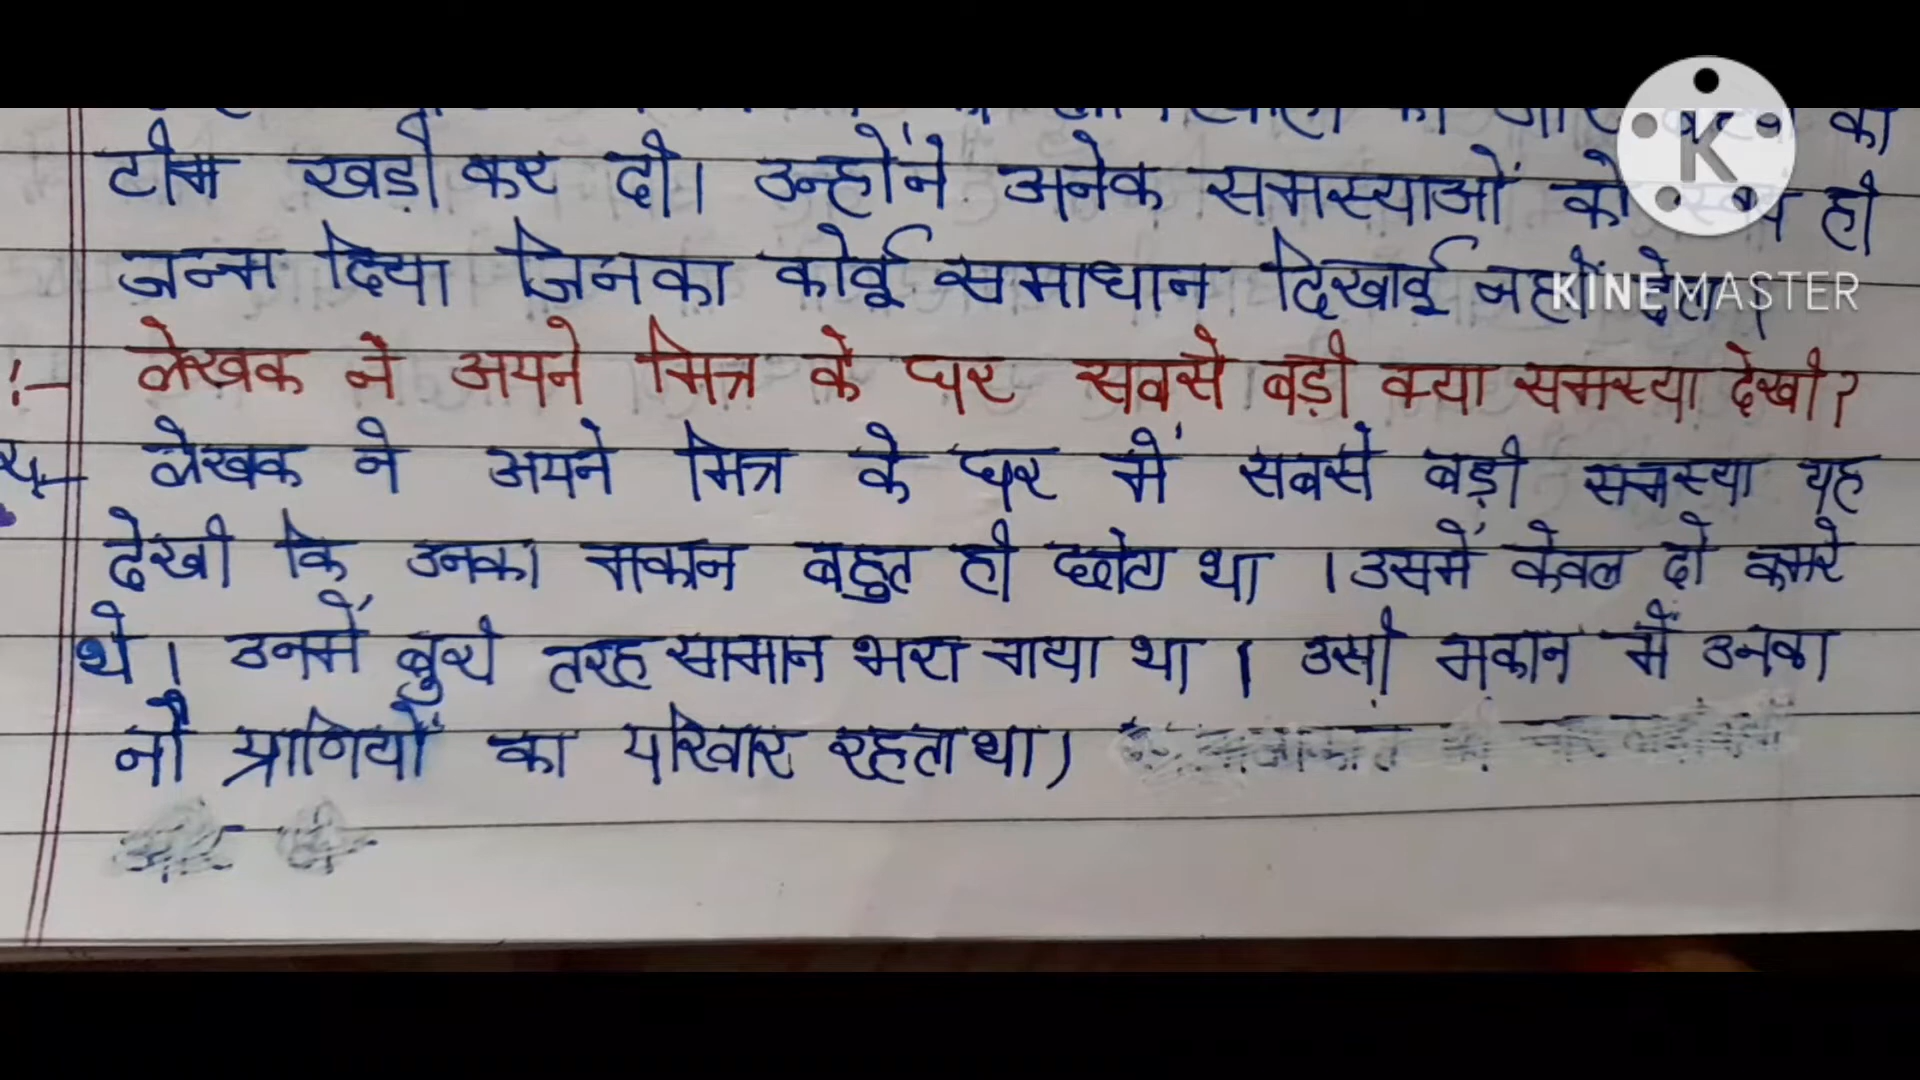 टीम खड़ी कर दी। उन्होंने अनेक समस्याओं को ही
जन्म दिया जिनका कोई समाधान दिखाई नहीं देता।
KINEMASTER
:- लेखक ने अपने मित्र के घर सबसे बड़ी क्या समस्या देखी?
लेखक ने अपने मित्र के घर में सबसे बड़ी समस्या यह
देखी कि उनका मकान बहुत ही छोटा था । उसमें केवल दो कमरे
थे । उनमें बुरी तरह सामान भरा गया था । उसी मकान में उनका
नौ प्राणियों का परिवार रहता था।